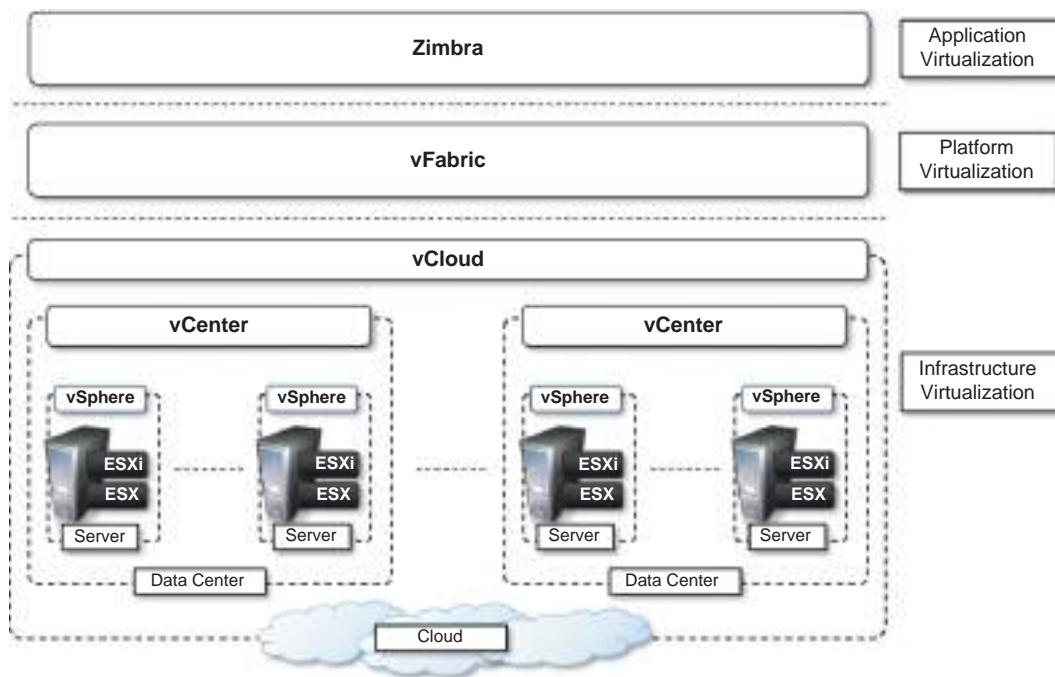 Zimbra
Application
Virtualization
vFabric
Platform
Virtualization
vCloud
vCenter
vCenter
Infrastructure
Virtualization
vSphere
vSphere
vSphere
vSphere
ESXi
ESXi
ESXi
ESXi
ESX
ESX
ESX
ESX
Server
Server
Server
Server
Data Center
Data Center
Cloud